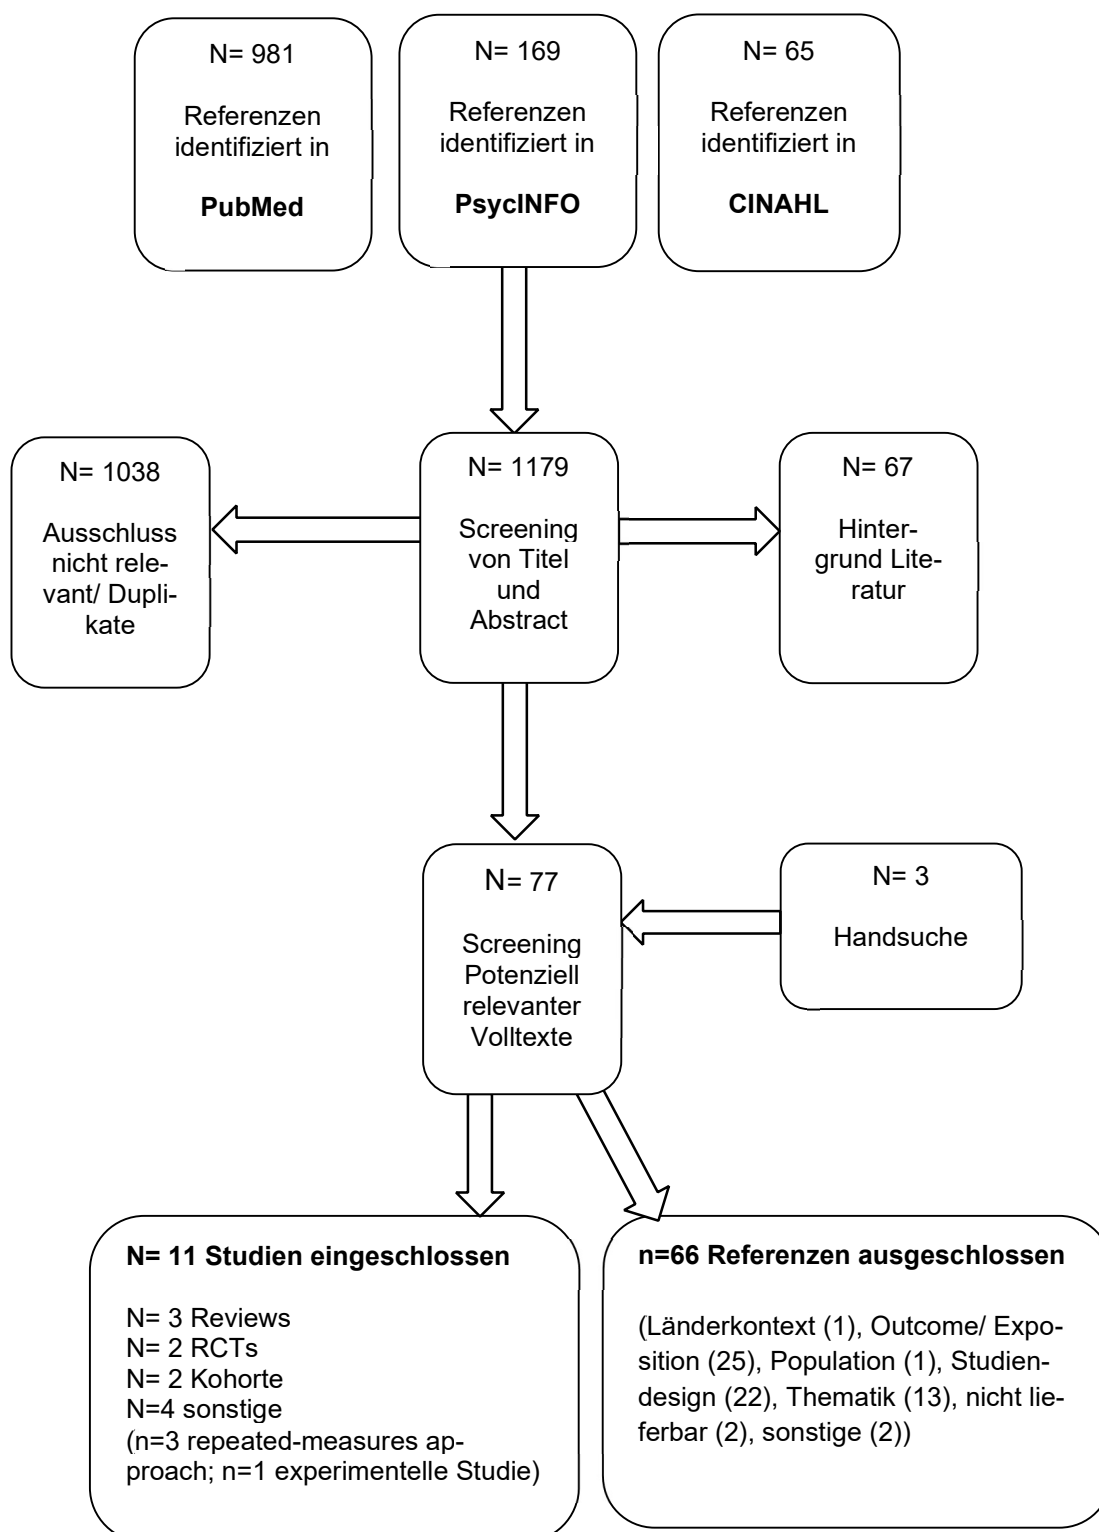 N= 981
Referenzen
identifiziert in
PubMed
N= 169
Referenzen
identifiziert in
PsycINFO
N= 65
Referenzen
identifiziert in
CINAHL
N= 1038
Ausschluss
nicht rele-
vant/ Dupli-
kate
N= 1179
Screening
von Titel
und
Abstract
N= 67
Hinter-
grund Lite-
ratur
N= 77
Screening
Potenziell
relevanter
Volltexte
N= 3
Handsuche
N= 11 Studien eingeschlossen
N= 3 Reviews
N= 2 RCTs
N= 2 Kohorte
N=4 sonstige
(n=3 repeated-measures ap-
proach; n=1 experimentelle Studie)
n=66 Referenzen ausgeschlossen
(Länderkontext (1), Outcome/ Expo-
sition (25), Population (1), Studien-
design (22), Thematik (13), nicht lie-
ferbar (2), sonstige (2))